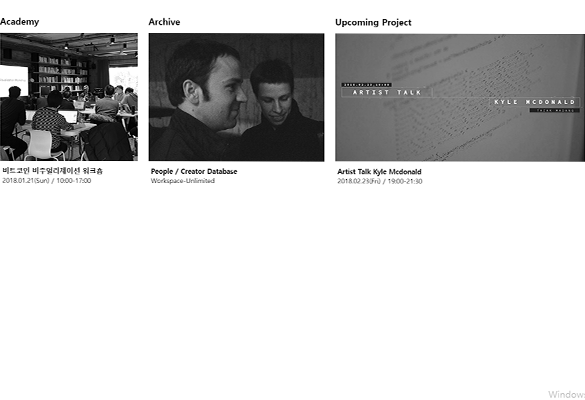 Academy
Archive
Upcoming Project
ARTIST TALK
KYLE MCDONALD
비트코인 비주얼리제이션 워크숍
2018.01.21(Sun) / 10:00-17:00
People / Creator Database
Workspace-Unlimited
Artist Talk Kyle Mcdonald
2018.02.23(Fri) / 19:00-21:30
Windows